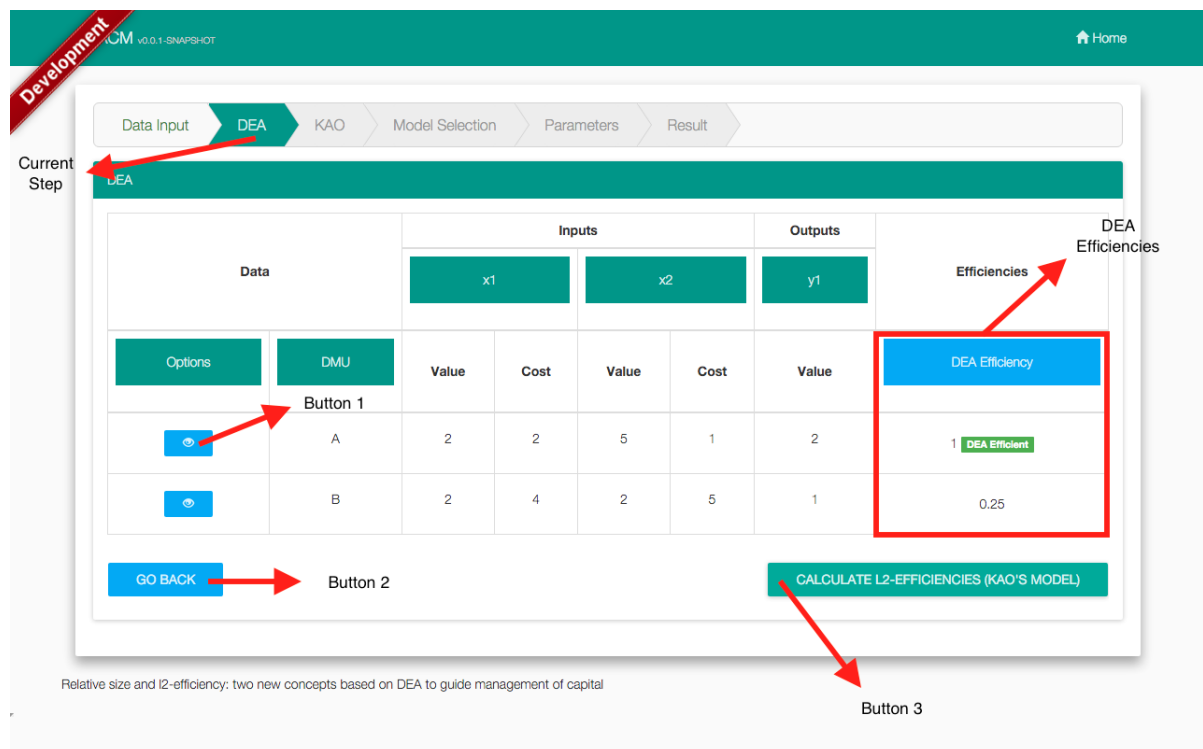 Development
CM v0.0.1-SNAPSHOT
Home
Data Input
DEA
KAO
Model Selection
Parameters
Result
Current
Step
DEA
Data
Inputs
Outputs
Efficiencies
DEA
Efficiencies
x1
x2
y1
Options
DMU
Value
Cost
Value
Cost
Value
DEA Efficiency
Button 1
A
2
2
5
1
2
1 DEA Efficient
B
2
4
2
5
1
0.25
GO BACK
Button 2
CALCULATE L2-EFFICIENCIES (KAO'S MODEL)
Relative size and l2-efficiency: two new concepts based on DEA to guide management of capital
Button 3